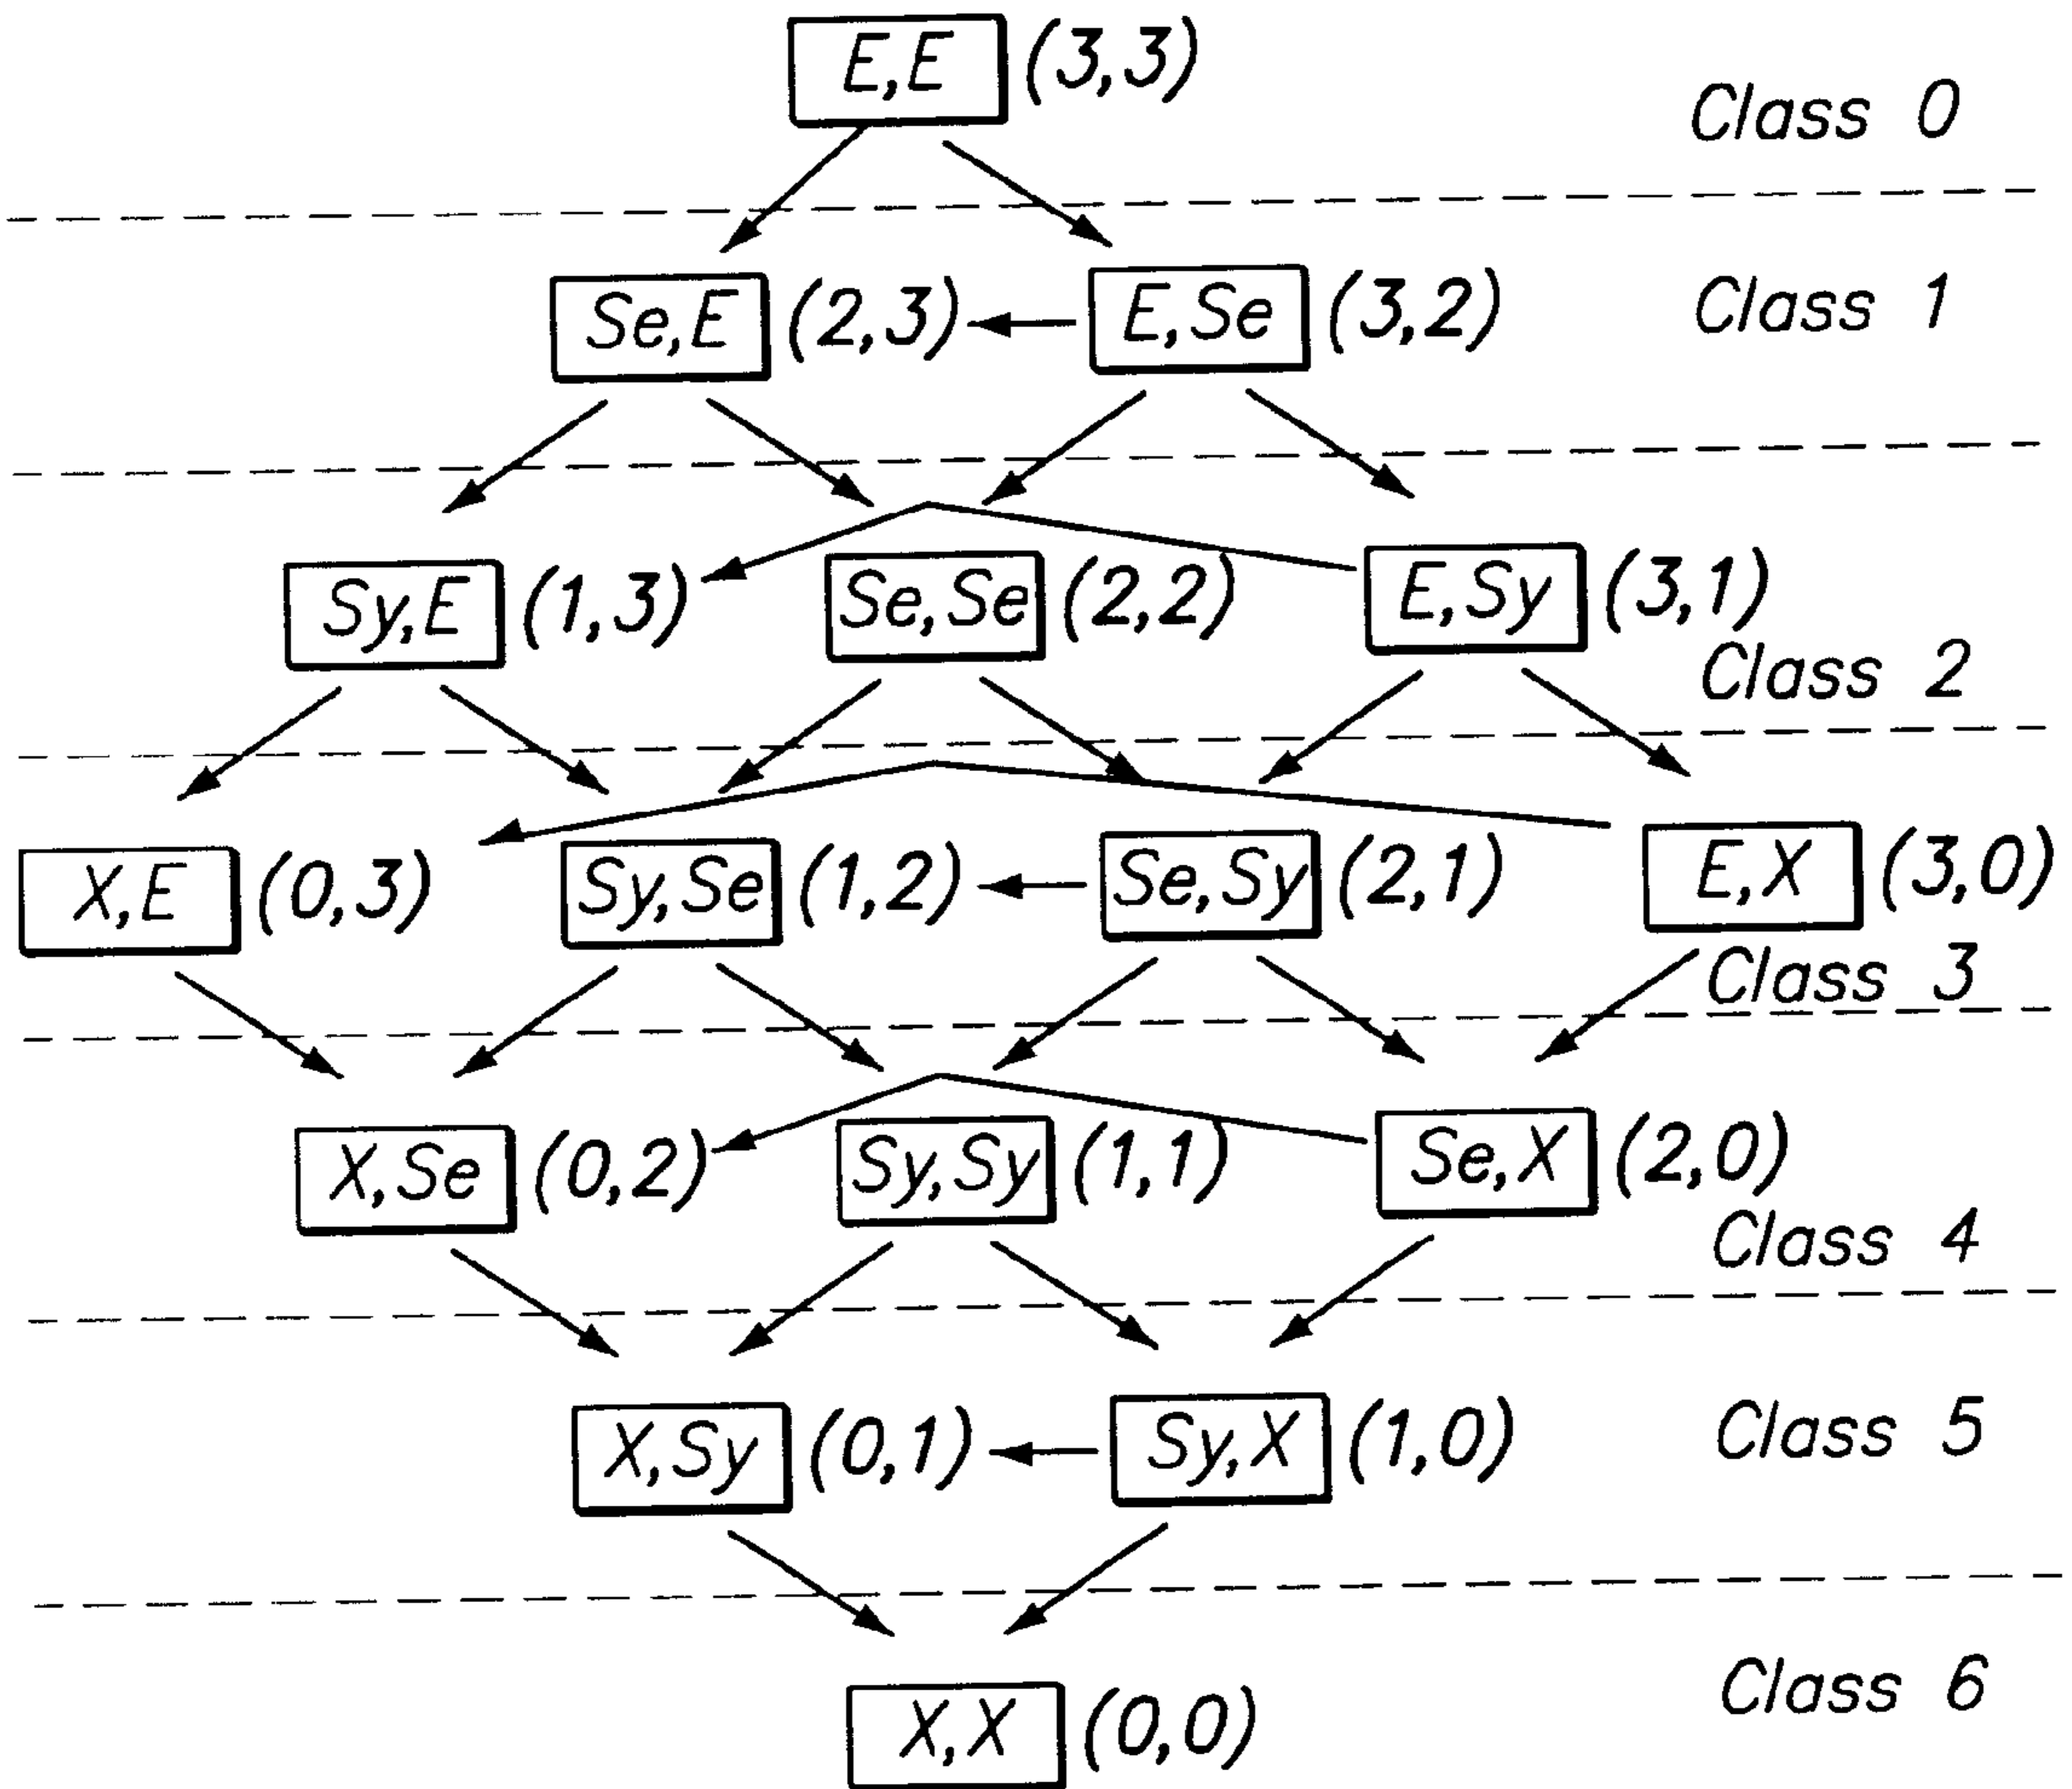 E,E (3,3)
Class 0
Se,E (2,3) E,Se (3,2) Class 1
Sy,E (1,3) Se,Se (2,2) E,Sy (3,1)
Class 2
X,E (0,3) Sy,Se (1,2) Se,Sy (2,1) E,X (3,0)
Class 3
X,Se (0,2) Sy,Sy (1,1) Se,X (2,0)
Class 4
X,Sy (0,1) Sy,X (1,0) Class 5
X,X (0,0) Class 6